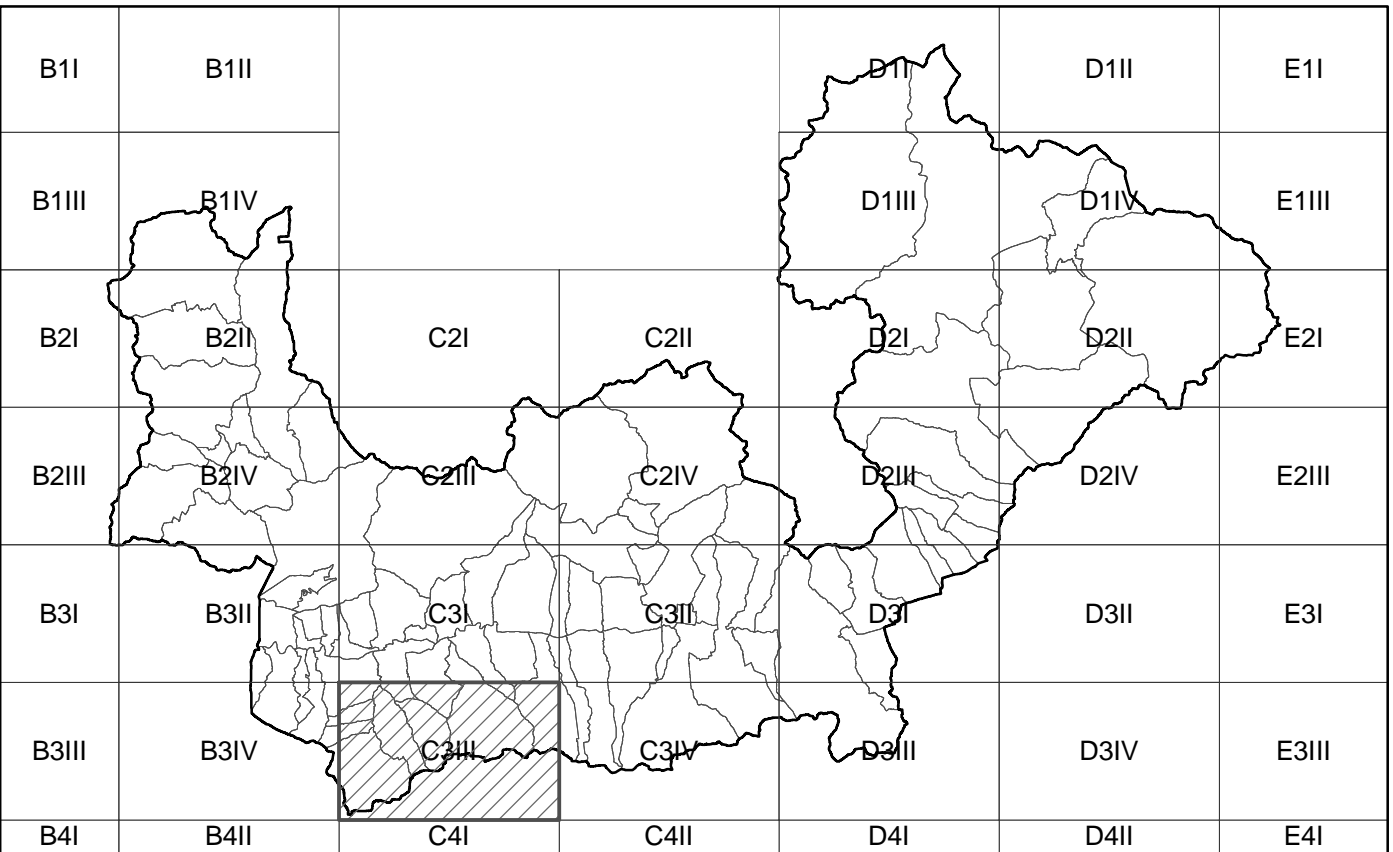 B1I B1II D1I D1II E1I
B1III B1IV D1III D1IV E1III
B2I B2II C2I C2II D2I D2II E2I
B2III B2IV C2III C2IV D2III D2IV E2III
B3I B3II C3I C3II D3I D3II E3I
B3III B3IV C3III C3IV D3III D3IV E3III
B4I B4II C4I C4II D4I D4II E4I